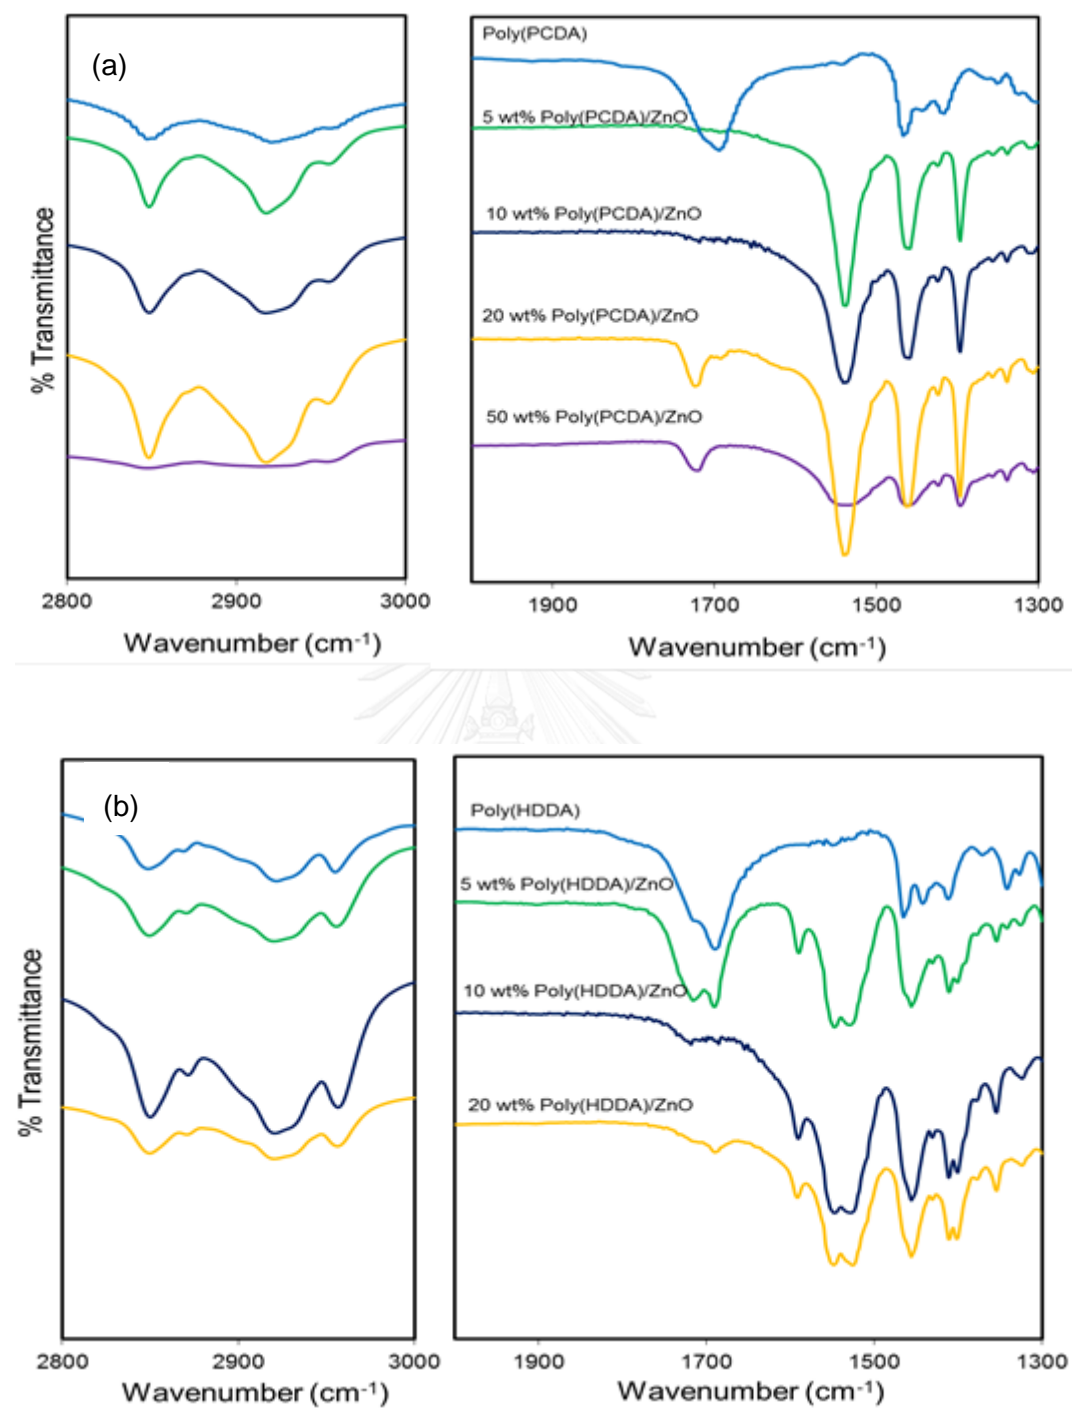 (a)
Poly(PCDA)
5 wt% Poly(PCDA)/ZnO
10 wt% Poly(PCDA)/ZnO
20 wt% Poly(PCDA)/ZnO
50 wt% Poly(PCDA)/ZnO
% Transmittance
2800 2900 3000
1900 1700 1500 1300
Wavenumber (cm-1)
Wavenumber (cm-1)
(b)
Poly(HDDA)
5 wt% Poly(HDDA)/ZnO
10 wt% Poly(HDDA)/ZnO
20 wt% Poly(HDDA)/ZnO
% Transmittance
2800 2900 3000
1900 1700 1500 1300
Wavenumber (cm-1)
Wavenumber (cm-1)